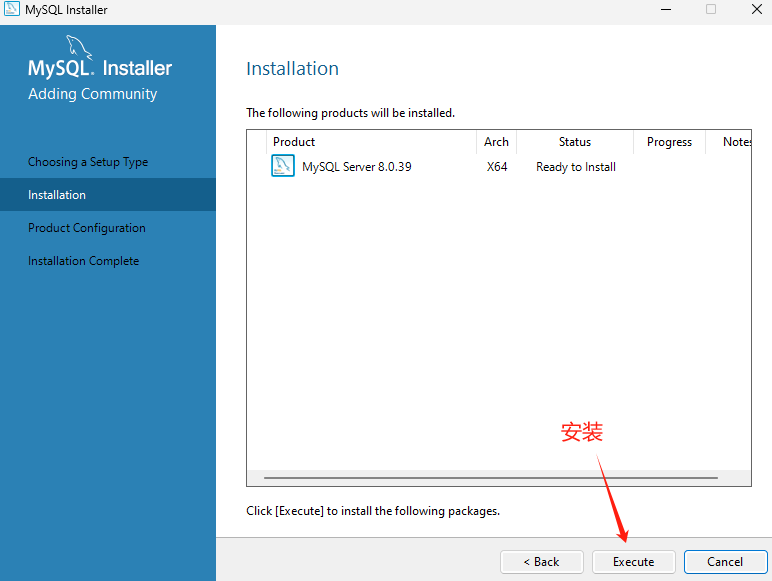 MySQL Installer
MySQL. Installer
Adding Community
Choosing a Setup Type
Installation
Product Configuration
Installation Complete
Installation
The following products will be installed.
Product Arch Status Progress Notes
MySQL Server 8.0.39 X64 Ready to Install
安装
Click [Execute] to install the following packages.
< Back Execute Cancel